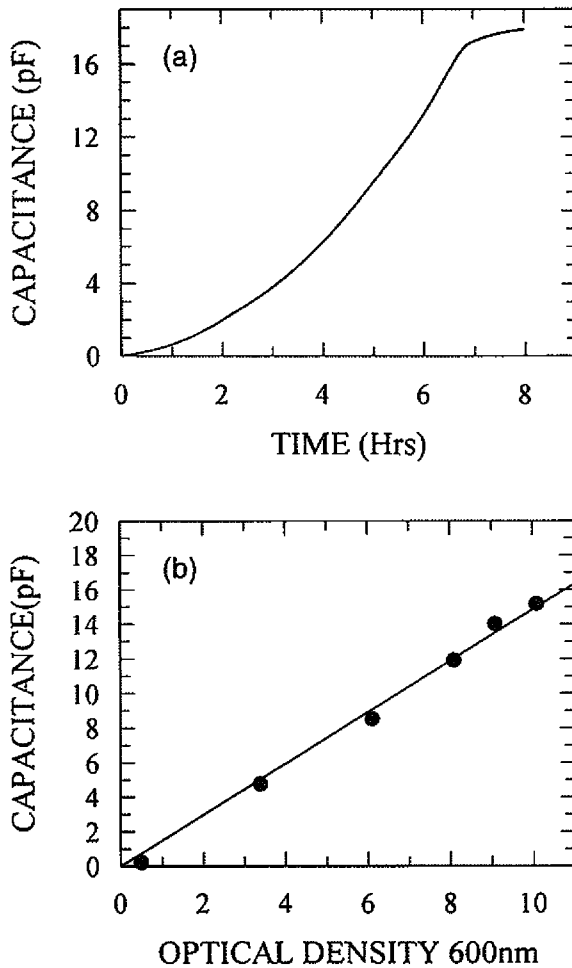 (a)
CAPACITANCE (pF)
16
12
8
4
0
0 2 4 6 8
TIME (Hrs)
(b)
CAPACITANCE(pF)
20
18
16
14
12
10
8
6
4
2
0
0 2 4 6 8 10
OPTICAL DENSITY 600nm